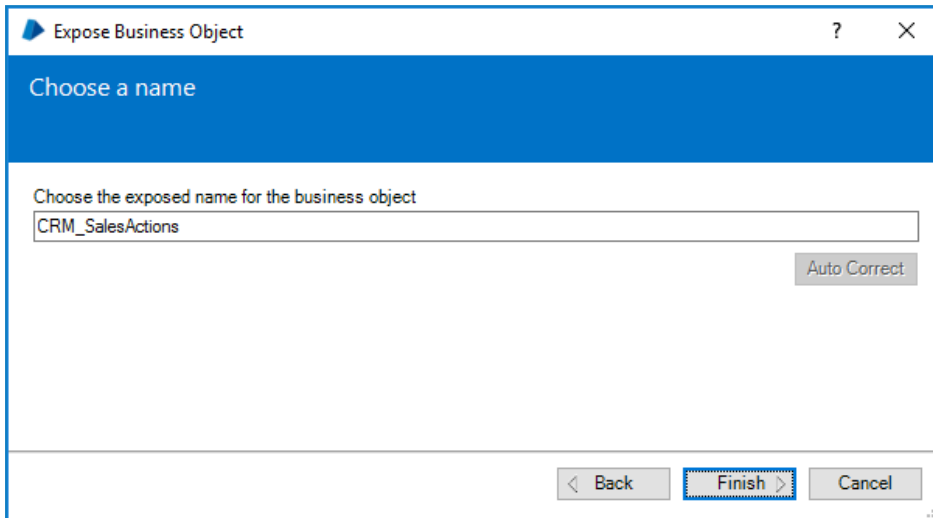 Expose Business Object
?
Choose a name
Choose the exposed name for the business object
CRM_SalesActions
Auto Correct
Back
Finish
Cancel